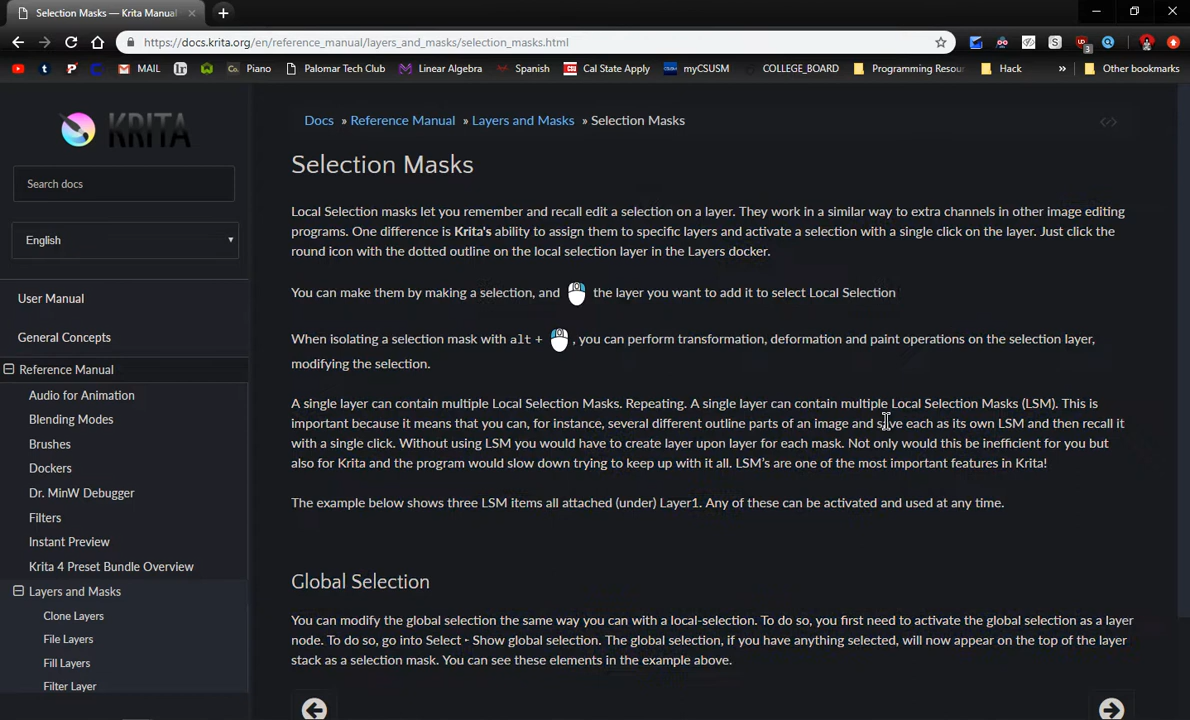 Selection Masks — Krita Manual
https://docs.krita.org/en/reference_manual/layers_and_masks/selection_masks.html
3
MAIL
Piano
Palomar Tech Club
Linear Algebra
Spanish
Cal State Apply
myCSUSM
COLLEGE_BOARD
Programming Resour
Hack
»
Other bookmarks
KRITA
Search docs
English
User Manual
General Concepts
Reference Manual
Audio for Animation
Blending Modes
Brushes
Dockers
Dr. MinW Debugger
Filters
Instant Preview
Krita 4 Preset Bundle Overview
Layers and Masks
Clone Layers
File Layers
Fill Layers
Filter Layer
Docs » Reference Manual » Layers and Masks » Selection Masks
Selection Masks
Local Selection masks let you remember and recall edit a selection on a layer. They work in a similar way to extra channels in other image editing
programs. One difference is Krita's ability to assign them to specific layers and activate a selection with a single click on the layer. Just click the
round icon with the dotted outline on the local selection layer in the Layers docker.
You can make them by making a selection, and the layer you want to add it to select Local Selection
When isolating a selection mask with alt + , you can perform transformation, deformation and paint operations on the selection layer,
modifying the selection.
A single layer can contain multiple Local Selection Masks. Repeating. A single layer can contain multiple Local Selection Masks (LSM). This is
important because it means that you can, for instance, several different outline parts of an image and save each as its own LSM and then recall it
with a single click. Without using LSM you would have to create layer upon layer for each mask. Not only would this be inefficient for you but
also for Krita and the program would slow down trying to keep up with it all. LSM's are one of the most important features in Krita!
The example below shows three LSM items all attached (under) Layer1. Any of these can be activated and used at any time.
Global Selection
You can modify the global selection the same way you can with a local-selection. To do so, you first need to activate the global selection as a layer
node. To do so, go into Select ‣ Show global selection. The global selection, if you have anything selected, will now appear on the top of the layer
stack as a selection mask. You can see these elements in the example above.